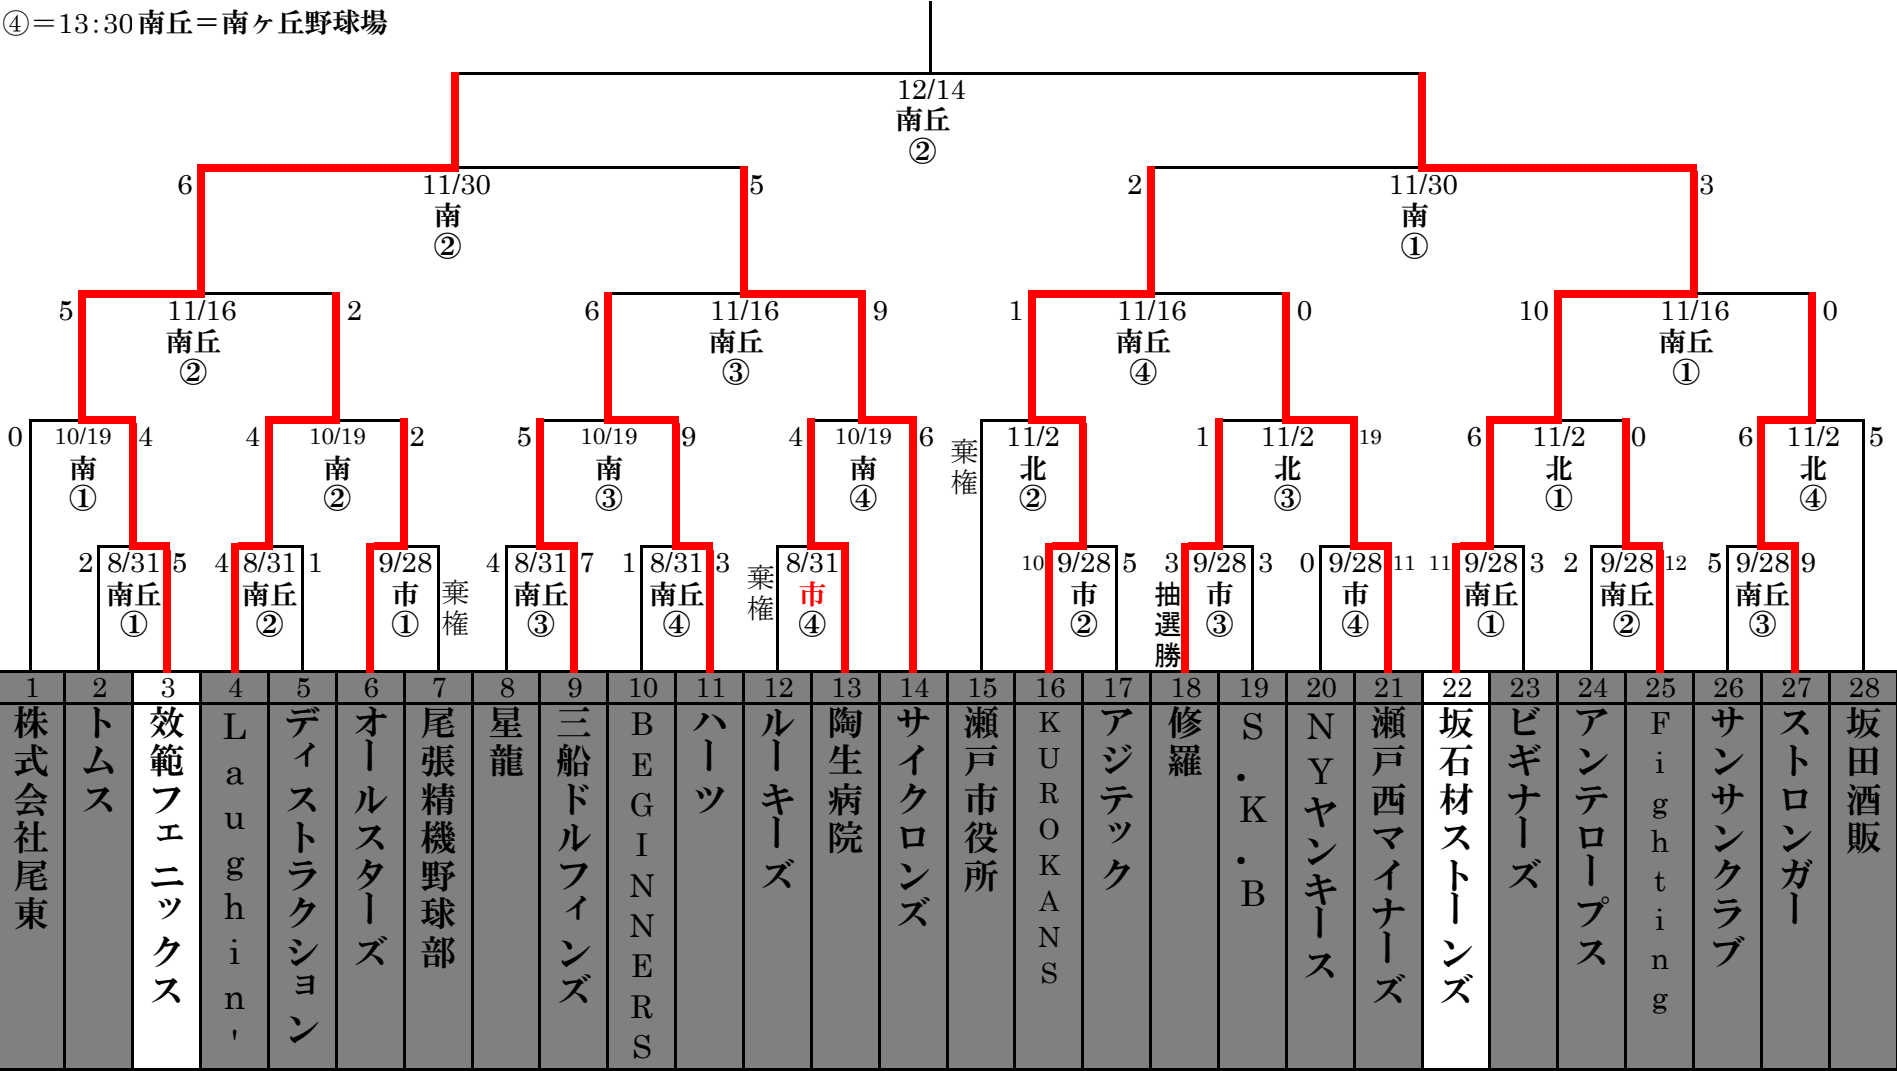 ④＝13:30 南丘＝南ヶ丘野球場
12/14
南丘
②
6 11/30 5 2 11/30 3
南 南
② ①
5 11/16 2 6 11/16 9 1 11/16 0 10 11/16 0
南丘 南丘 南丘 南丘
② ③ ④ ①
0 10/19 4 4 10/19 2 5 10/19 9 4 10/19 6 棄権 11/2 1 11/2 19 6 11/2 0 6 11/2 5
南 南 南 南 北 北 北 北
① ② ③ ④ ② ③ ① ④
2 8/31 5 4 8/31 1 9/28 棄権 4 8/31 7 1 8/31 3 棄権 8/31 10 9/28 5 3 9/28 3 0 9/28 11 11 9/28 3 2 9/28 12 5 9/28 9
南丘 南丘 市 南丘 南丘 市 市 抽選勝 市 市 南丘 南丘 南丘
① ② ① ③ ④ ④ ② ③ ④ ① ② ③
1 株式会社尾東
2 トムス
3 効範フェニックス
4 Laughin'
5 ディストラクション
6 オールスターズ
7 尾張精機野球部
8 星龍
9 三船ドルフィンズ
10 BEGINNERS
11 ハーツ
12 ルーキーズ
13 陶生病院
14 サイクロンズ
15 瀬戸市役所
16 KUROKANS
17 アジテック
18 修羅
19 S.K.B
20 NYヤンキース
21 瀬戸西マイナーズ
22 坂石材ストーンズ
23 ビギナーズ
24 アンテロープス
25 Fighting
26 サンサンクラブ
27 ストロンガー
28 坂田酒販